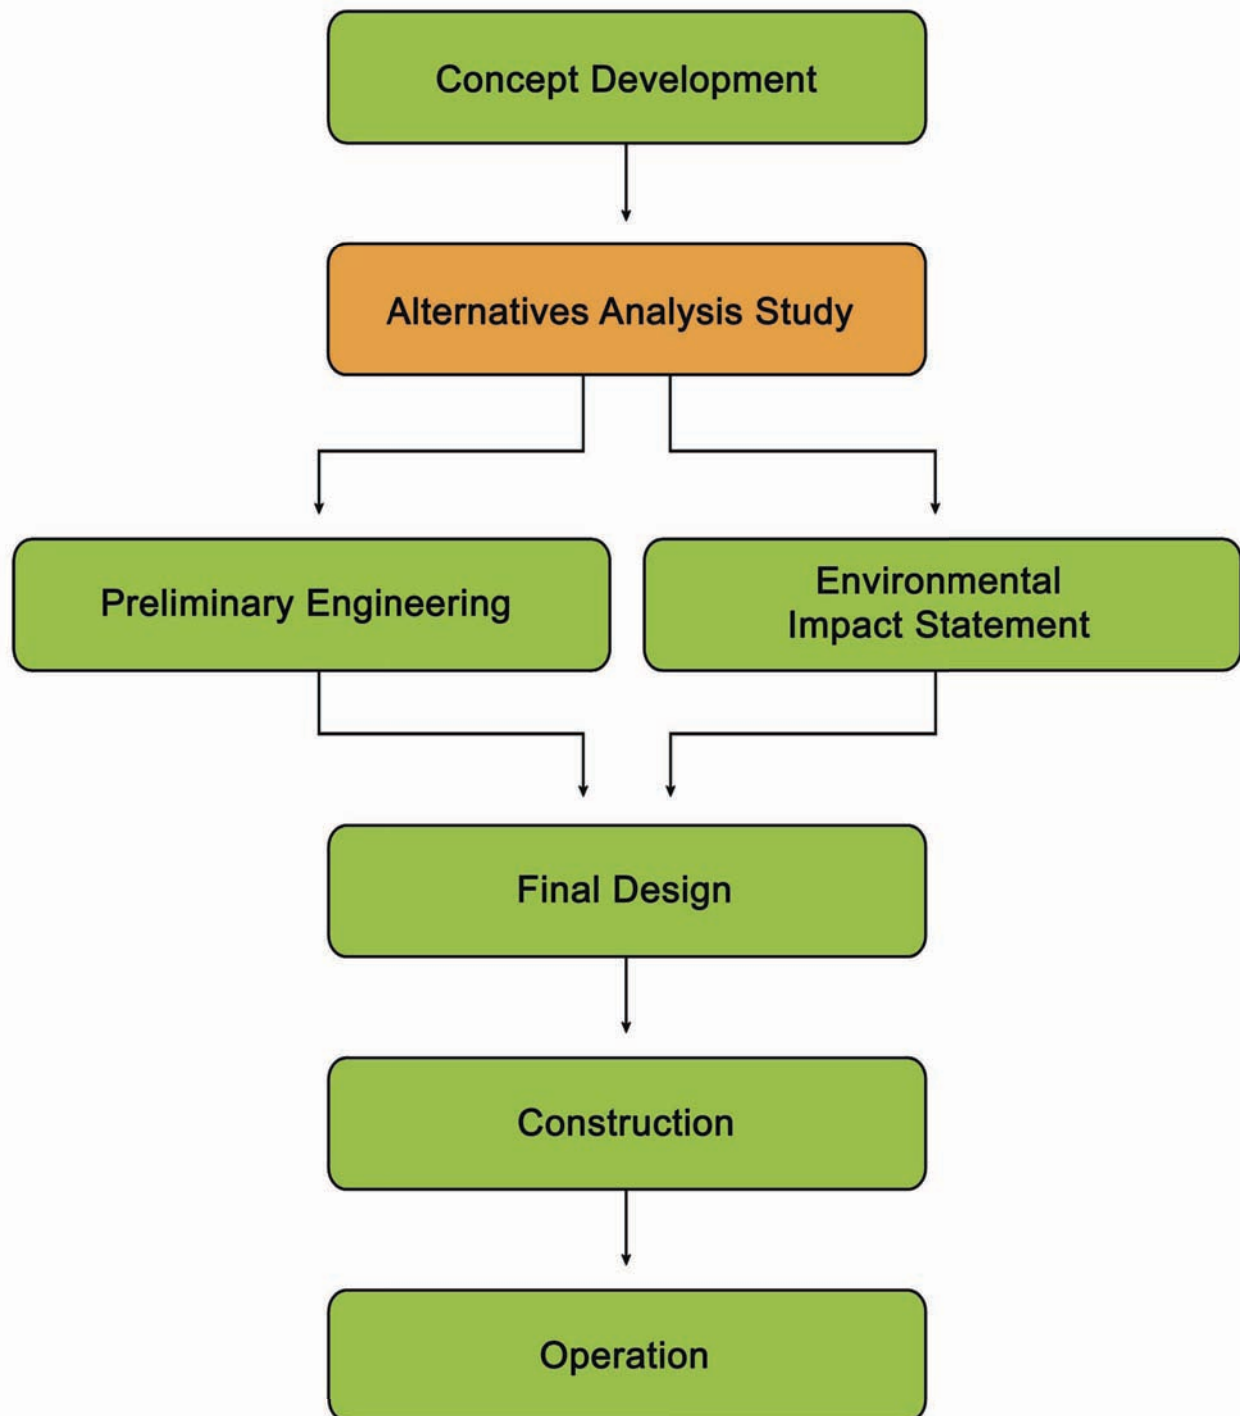 Concept Development
Alternatives Analysis Study
Preliminary Engineering
Environmental
Impact Statement
Final Design
Construction
Operation